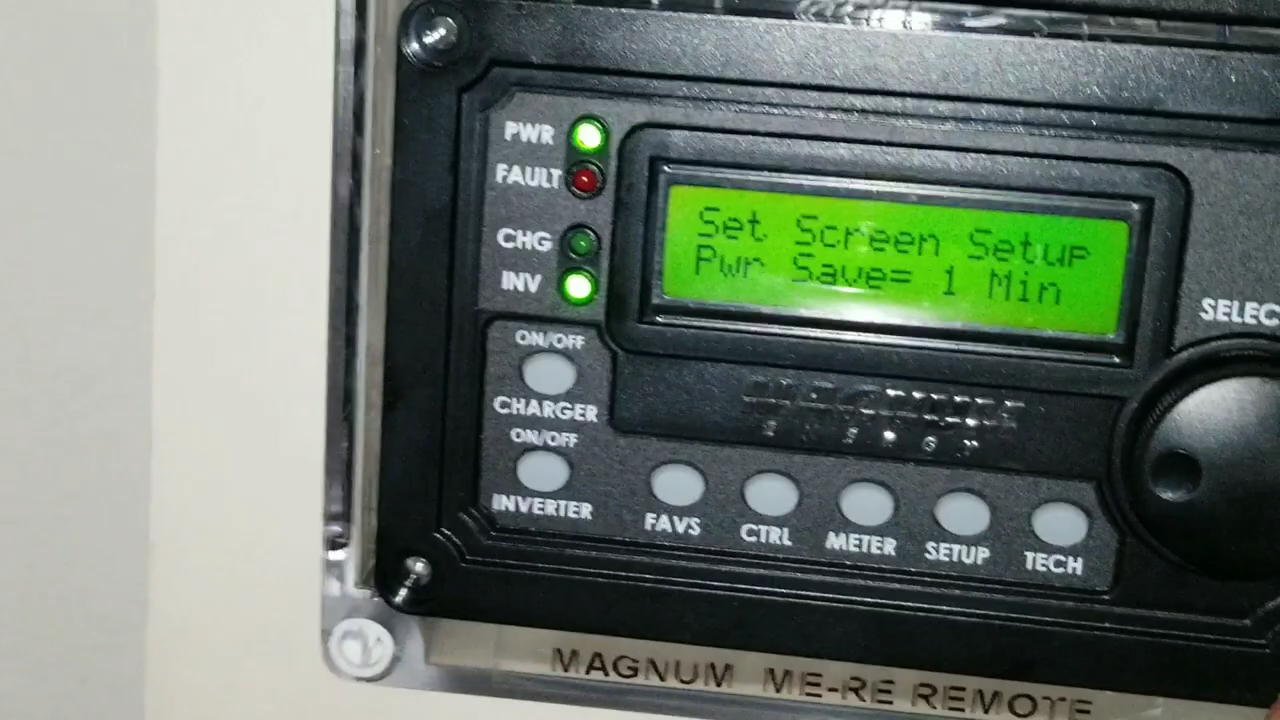 PWR
FAULT
CHG
INV
Set Screen Setup
Pwr Save= 1 Min
SELEC
ON/OFF
CHARGER
ON/OFF
INVERTER
ENERGY
FAVS
CTRL
METER
SETUP
TECH
MAGNUM ME-RE REMOTE